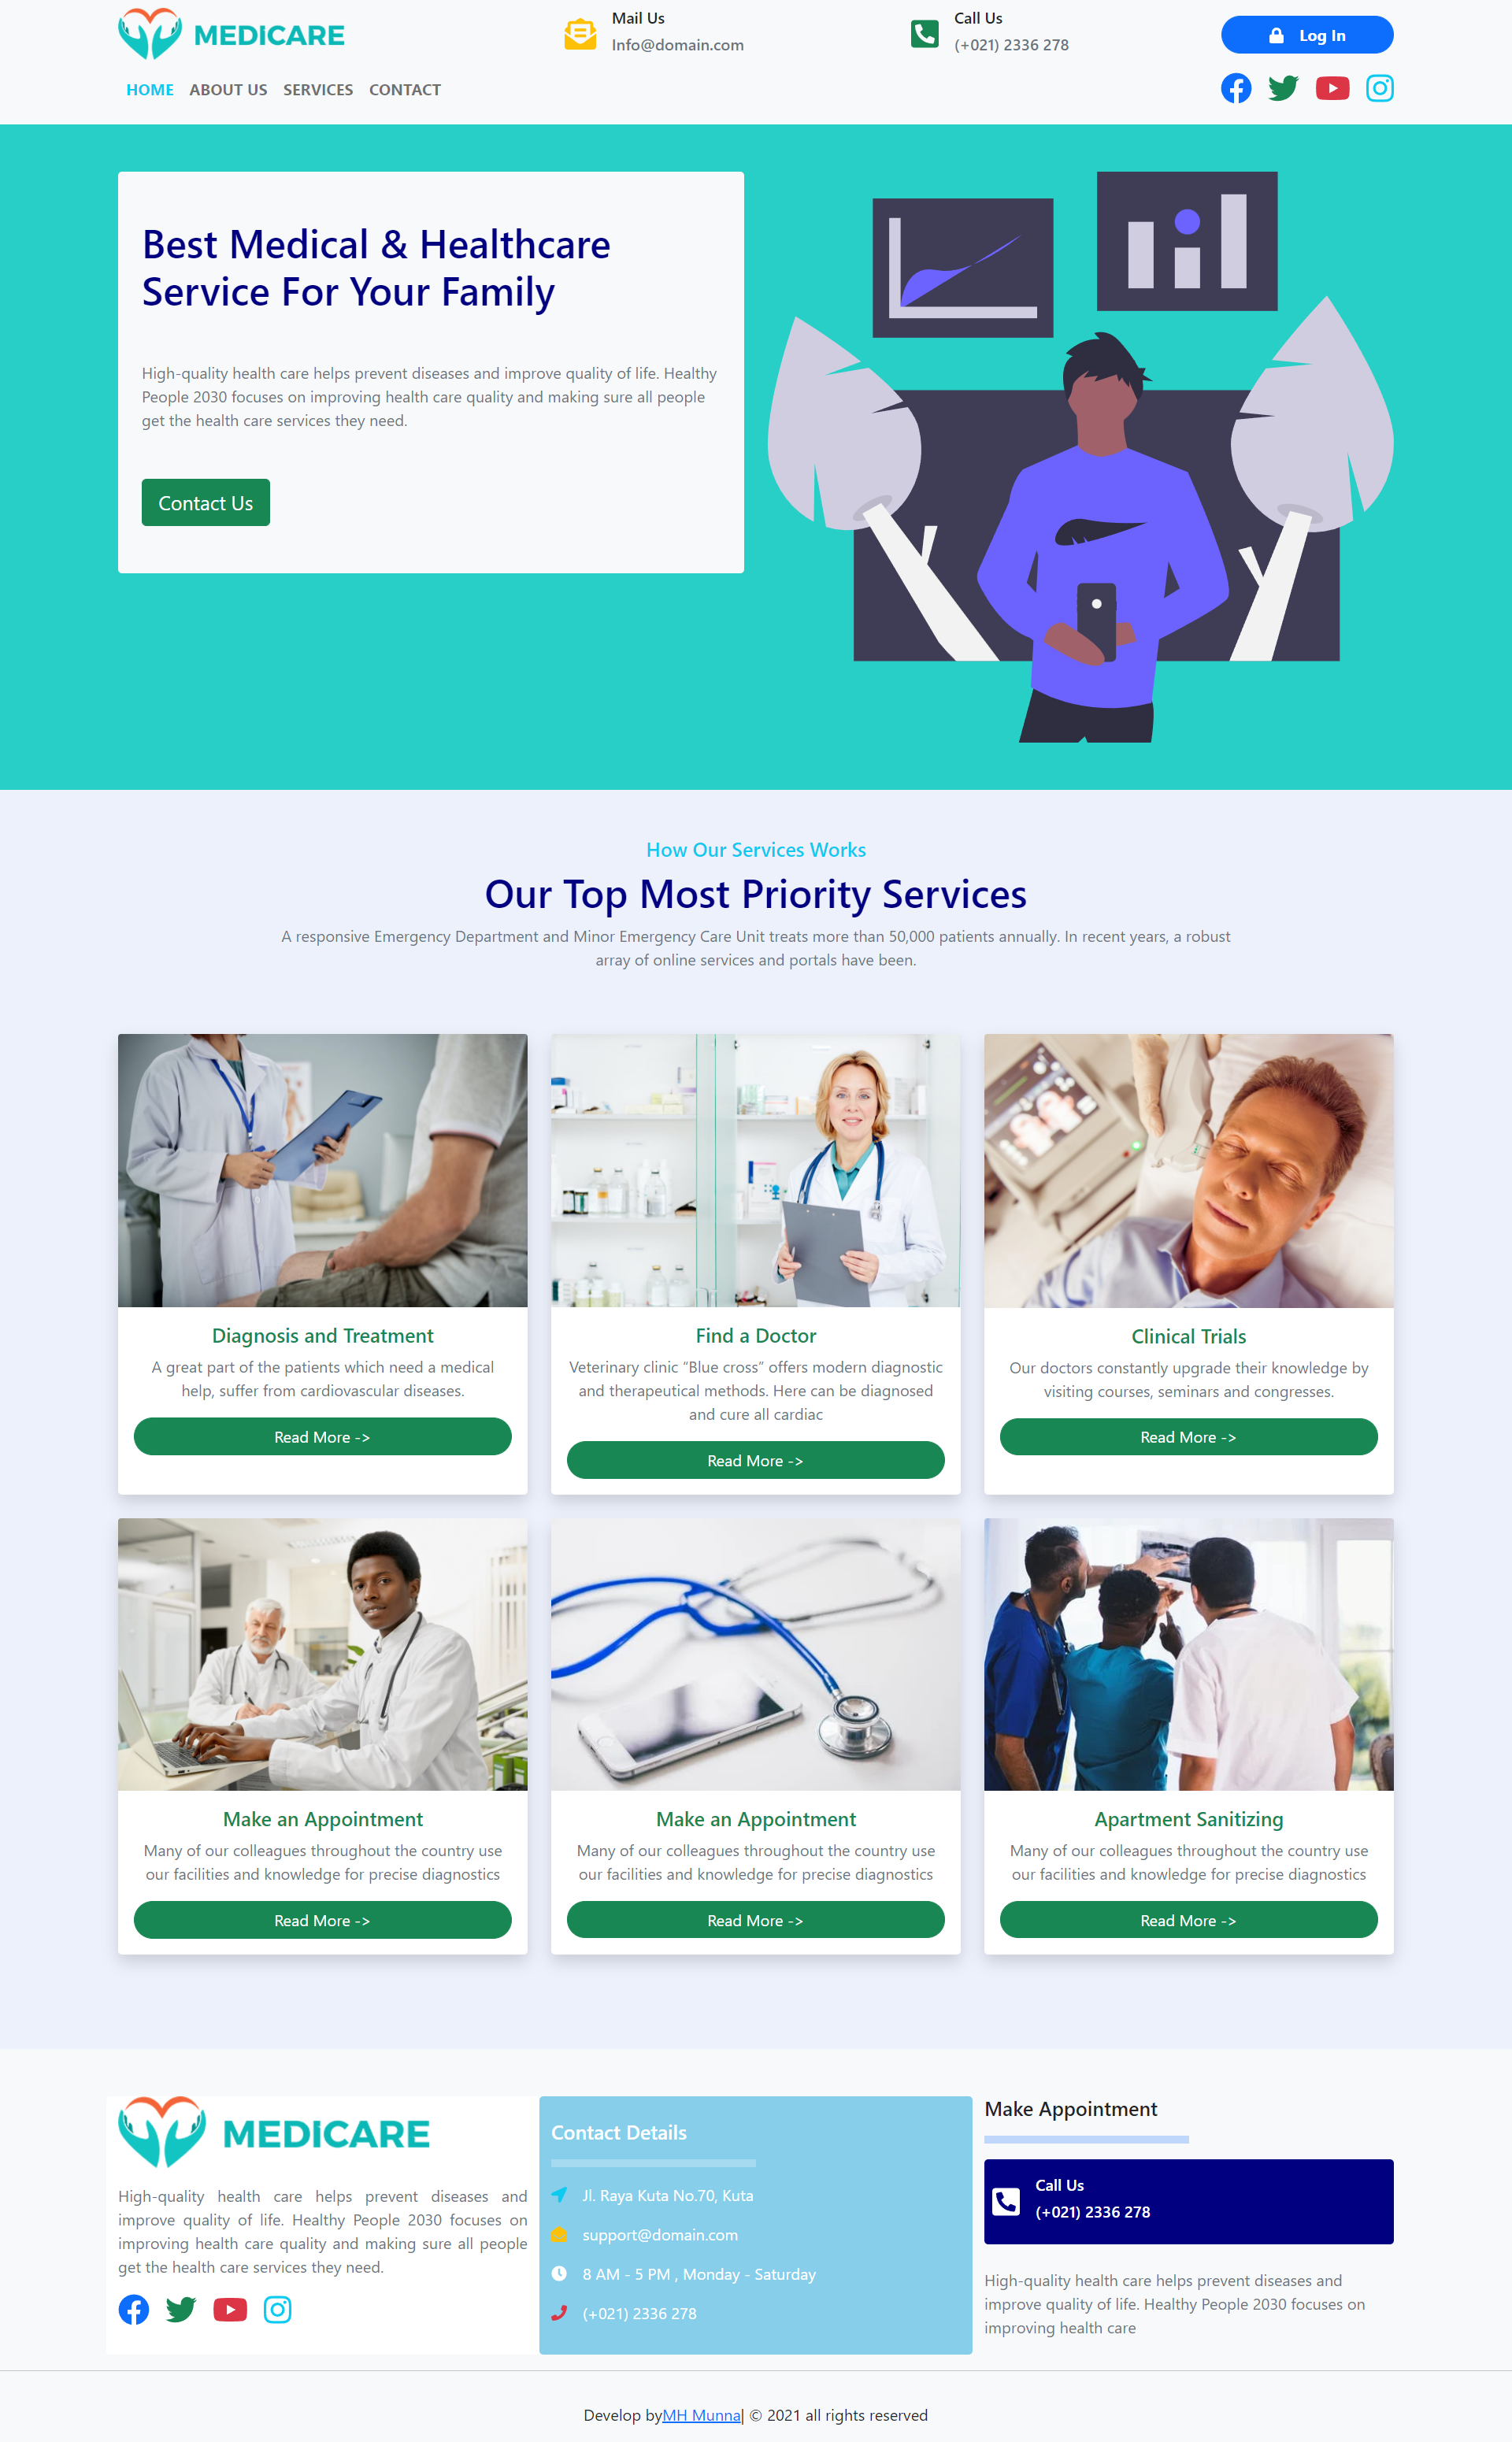 MEDICARE
Mail Us
Info@domain.com
Call Us
(+021) 2336 278
Log In
HOME ABOUT US SERVICES CONTACT
Best Medical & Healthcare
Service For Your Family
High-quality health care helps prevent diseases and improve quality of life. Healthy
People 2030 focuses on improving health care quality and making sure all people
get the health care services they need.
Contact Us
How Our Services Works
Our Top Most Priority Services
A responsive Emergency Department and Minor Emergency Care Unit treats more than 50,000 patients annually. In recent years, a robust
array of online services and portals have been.
Diagnosis and Treatment
A great part of the patients which need a medical
help, suffer from cardiovascular diseases.
Read More ->
Find a Doctor
Veterinary clinic “Blue cross” offers modern diagnostic
and therapeutical methods. Here can be diagnosed
and cure all cardiac
Read More ->
Clinical Trials
Our doctors constantly upgrade their knowledge by
visiting courses, seminars and congresses.
Read More ->
Make an Appointment
Many of our colleagues throughout the country use
our facilities and knowledge for precise diagnostics
Read More ->
Make an Appointment
Many of our colleagues throughout the country use
our facilities and knowledge for precise diagnostics
Read More ->
Apartment Sanitizing
Many of our colleagues throughout the country use
our facilities and knowledge for precise diagnostics
Read More ->
MEDICARE
High-quality health care helps prevent diseases and
improve quality of life. Healthy People 2030 focuses on
improving health care quality and making sure all people
get the health care services they need.
Contact Details
Jl. Raya Kuta No.70, Kuta
support@domain.com
8 AM - 5 PM , Monday - Saturday
(+021) 2336 278
Make Appointment
Call Us
(+021) 2336 278
High-quality health care helps prevent diseases and
improve quality of life. Healthy People 2030 focuses on
improving health care
Develop byMH Munna| © 2021 all rights reserved